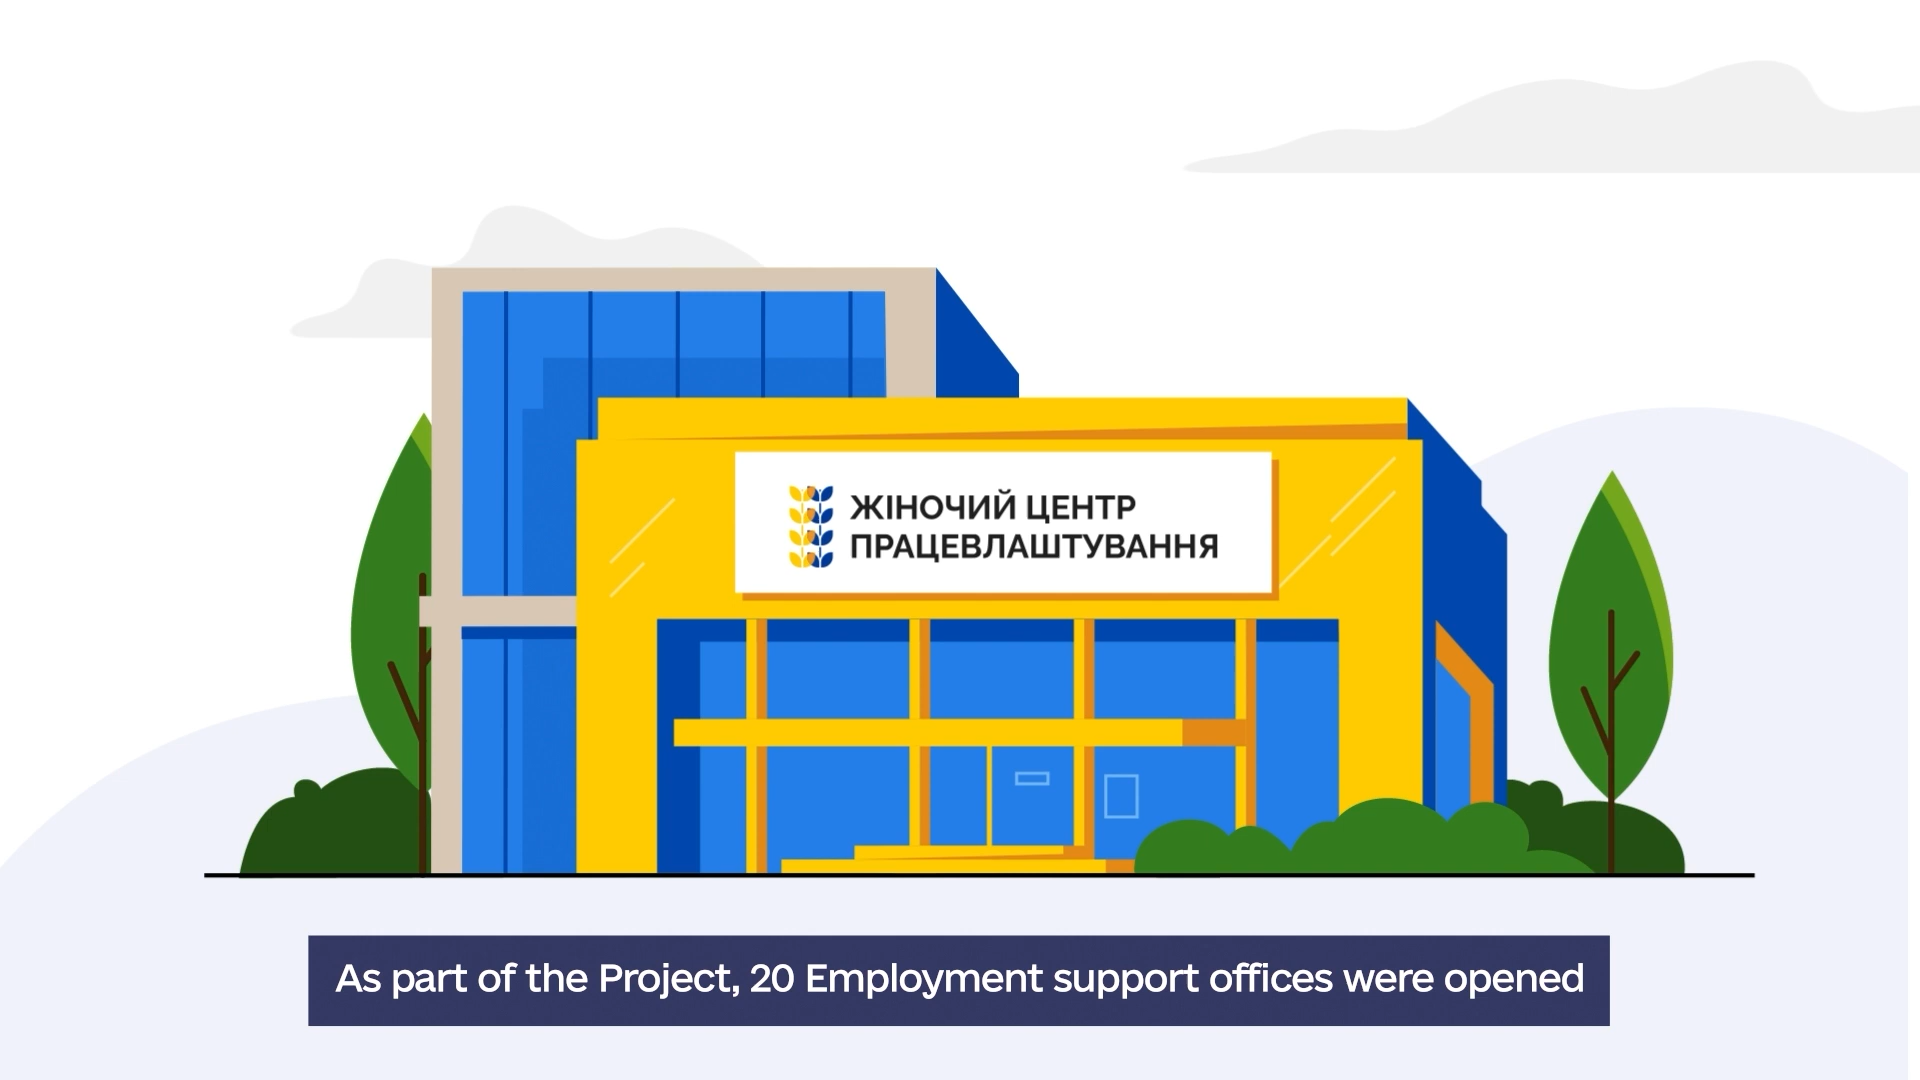 ЖІНОЧИЙ ЦЕНТР
ПРАЦЕВЛАШТУВАННЯ
As part of the Project, 20 Employment support offices were opened